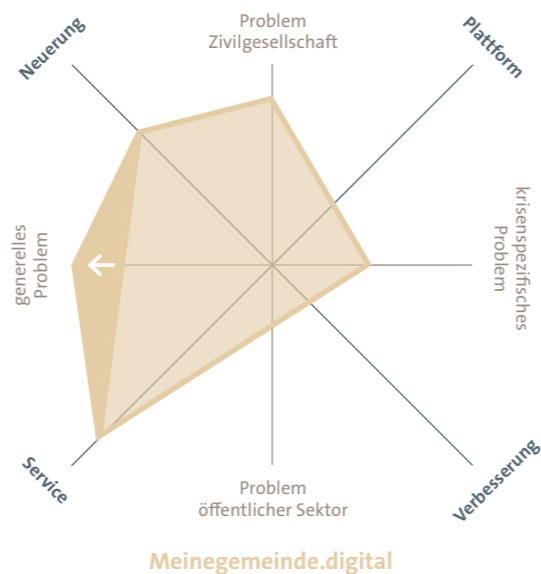 Problem
Zivilgesellschaft
Neuerung
Plattform
generelles
Problem
krisenspezifisches
Problem
Service
Problem
öffentlicher Sektor
Verbesserung
Meinegemeinde.digital